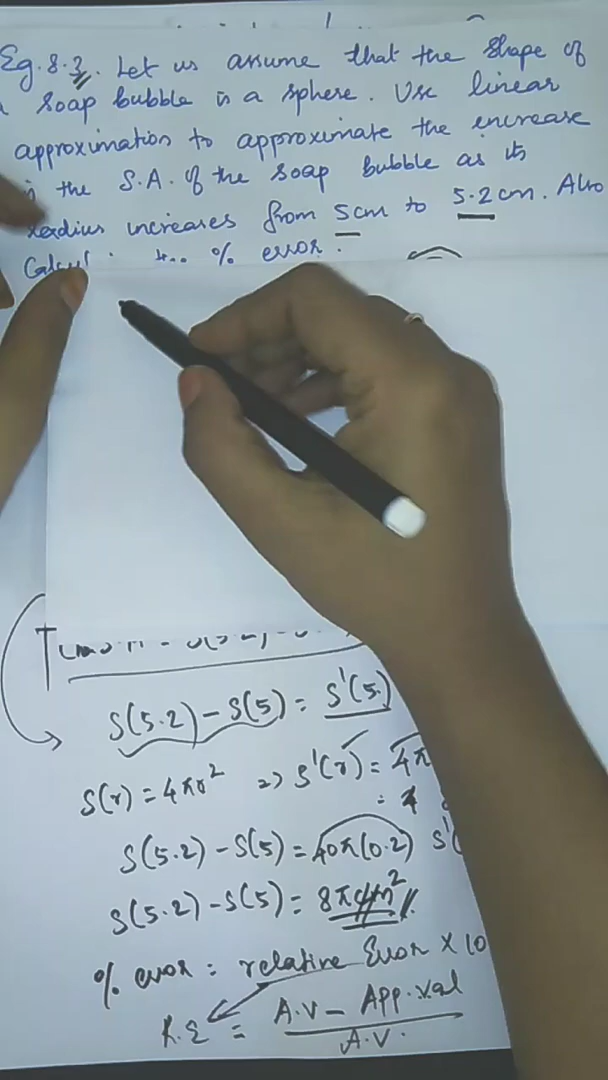 Eg. 8.3. Let us assume that the shape of
a soap bubble is a sphere. Use linear
approximation to approximate the increase
in the S.A. of the soap bubble as its
radius increases from 5cm to 5.2cm. Also
% error.
S(5.2) - S(5) = S'(5)
S(r) = 4πr² => S'(r) = 4π
S(5.2) - S(5) = 40π(0.2) S'(
S(5.2) - S(5) = 8π cm²
% error = relative Error × 10
R.E = A.V - App.val
A.V.